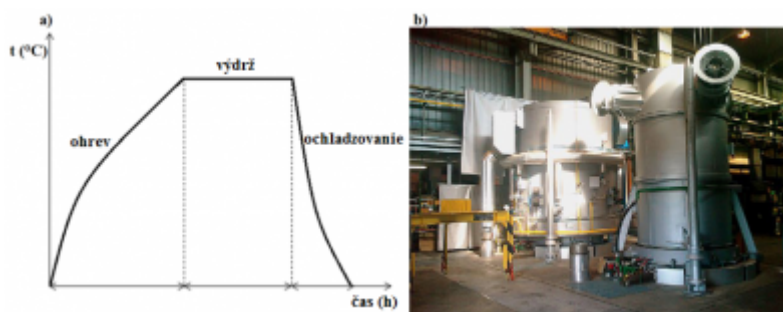 a)
t (°C)
výdrž
ohrev
ochladzovanie
čas (h)
b)